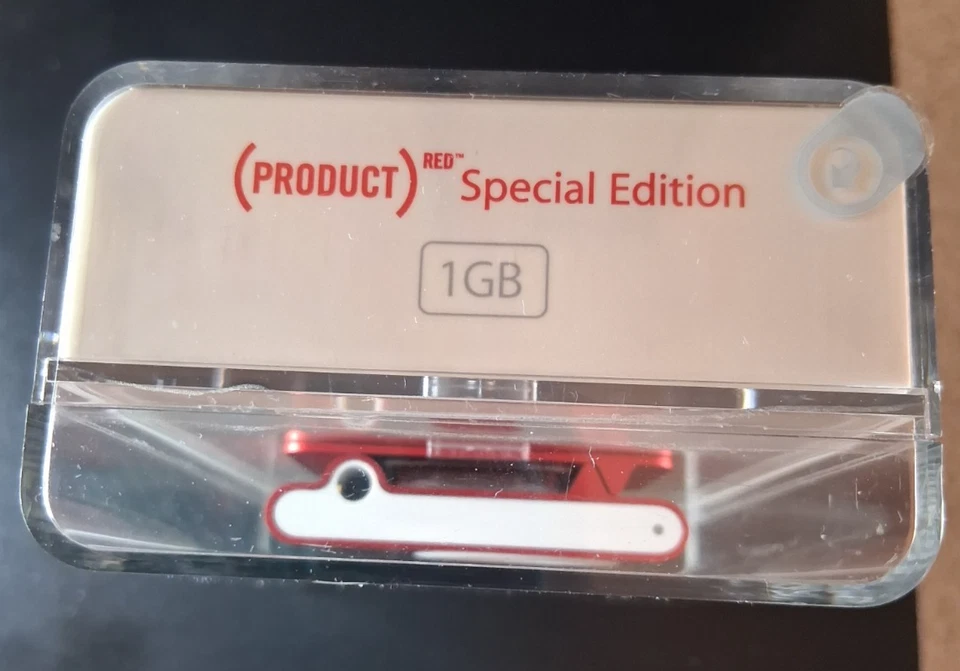 (PRODUCT) RED™ Special Edition
1GB